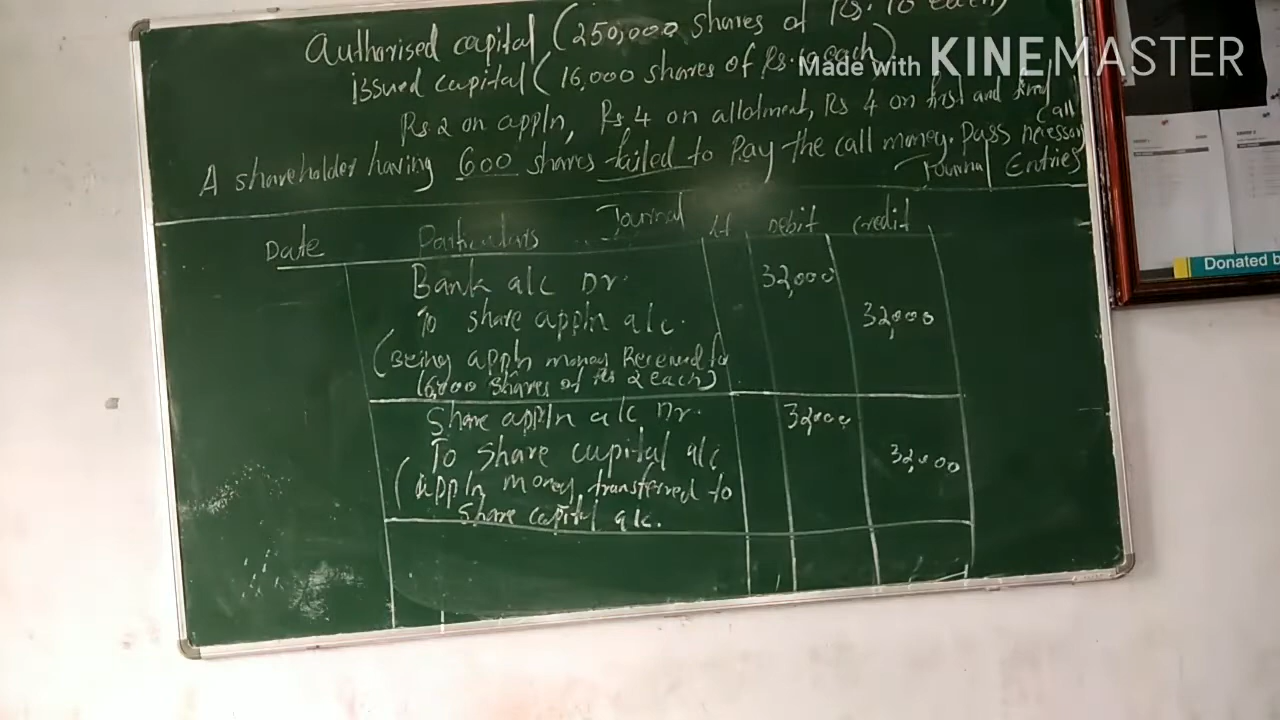 Authorised capital (250,000 shares of Rs. 10 each)
Issued capital (16,000 shares of Rs. 10 each)
Made with KINEMASTER
Rs. 2 on appln, Rs 4 on allotment, Rs 4 on first and final call
A shareholder having 600 shares failed to Pay the call money. Pass necessary
Journal Entries
Journal
Date Particulars Debit Credit
Bank a/c Dr. 32,000
To share appln a/c. 32,000
(Being appln money Received for
16,000 shares of Rs 2 each)
Share appln a/c Dr. 32,000
To share capital a/c 32,000
(appln money transferred to
share capital a/c.
Donated b